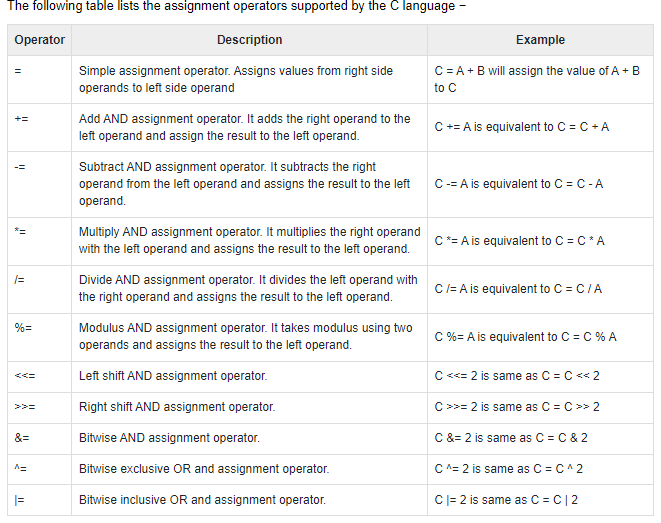 The following table lists the assignment operators supported by the C language −
Operator Description Example
= Simple assignment operator. Assigns values from right side operands to left side operand C = A + B will assign the value of A + B to C
+= Add AND assignment operator. It adds the right operand to the left operand and assign the result to the left operand. C += A is equivalent to C = C + A
-= Subtract AND assignment operator. It subtracts the right operand from the left operand and assigns the result to the left operand. C -= A is equivalent to C = C - A
*= Multiply AND assignment operator. It multiplies the right operand with the left operand and assigns the result to the left operand. C *= A is equivalent to C = C * A
/= Divide AND assignment operator. It divides the left operand with the right operand and assigns the result to the left operand. C /= A is equivalent to C = C / A
%= Modulus AND assignment operator. It takes modulus using two operands and assigns the result to the left operand. C %= A is equivalent to C = C % A
<<= Left shift AND assignment operator. C <<= 2 is same as C = C << 2
>>= Right shift AND assignment operator. C >>= 2 is same as C = C >> 2
&= Bitwise AND assignment operator. C &= 2 is same as C = C & 2
^= Bitwise exclusive OR and assignment operator. C ^= 2 is same as C = C ^ 2
|= Bitwise inclusive OR and assignment operator. C |= 2 is same as C = C | 2